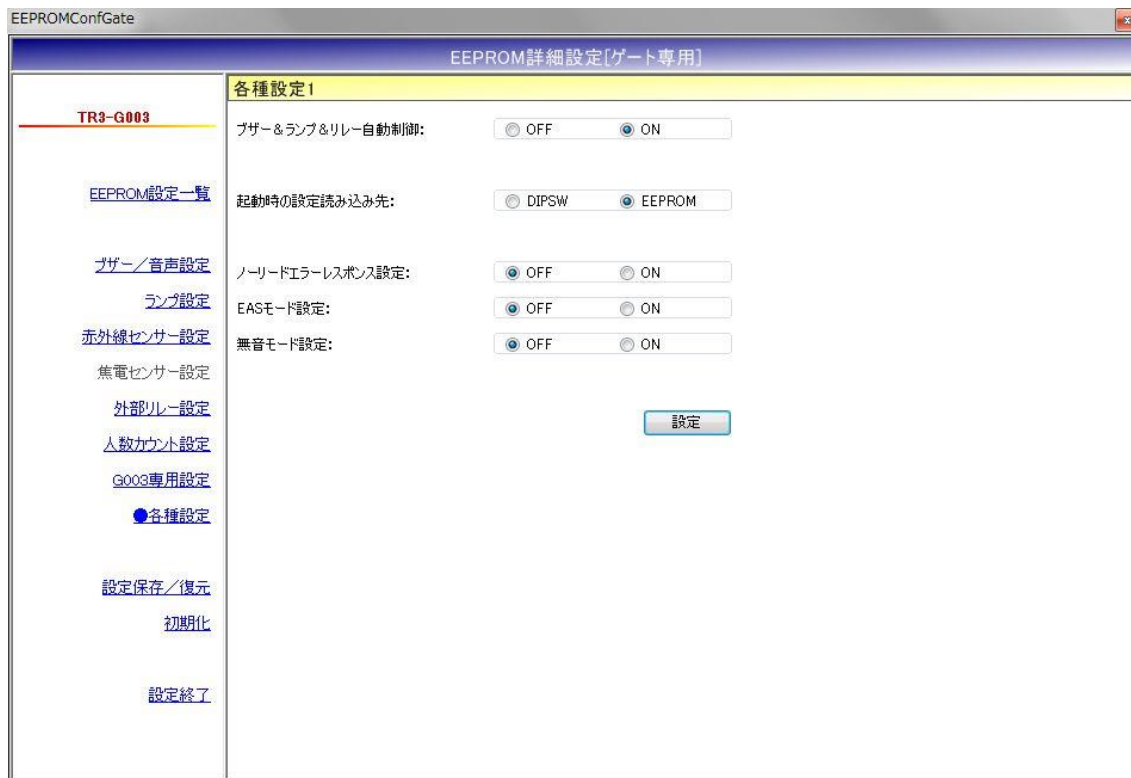 EEPROMConfGate
EEPROM詳細設定[ゲート専用]
TR3-G003
EEPROM設定一覧
ブザー／音声設定
ランプ設定
赤外線センサー設定
焦電センサー設定
外部リレー設定
人数カウント設定
G003専用設定
●各種設定
設定保存／復元
初期化
設定終了
各種設定1
ブザー＆ランプ＆リレー自動制御: OFF ON
起動時の設定読み込み先: DIPSW EEPROM
ノーリードエラーレスポンス設定: OFF ON
EASモード設定: OFF ON
無音モード設定: OFF ON
設定